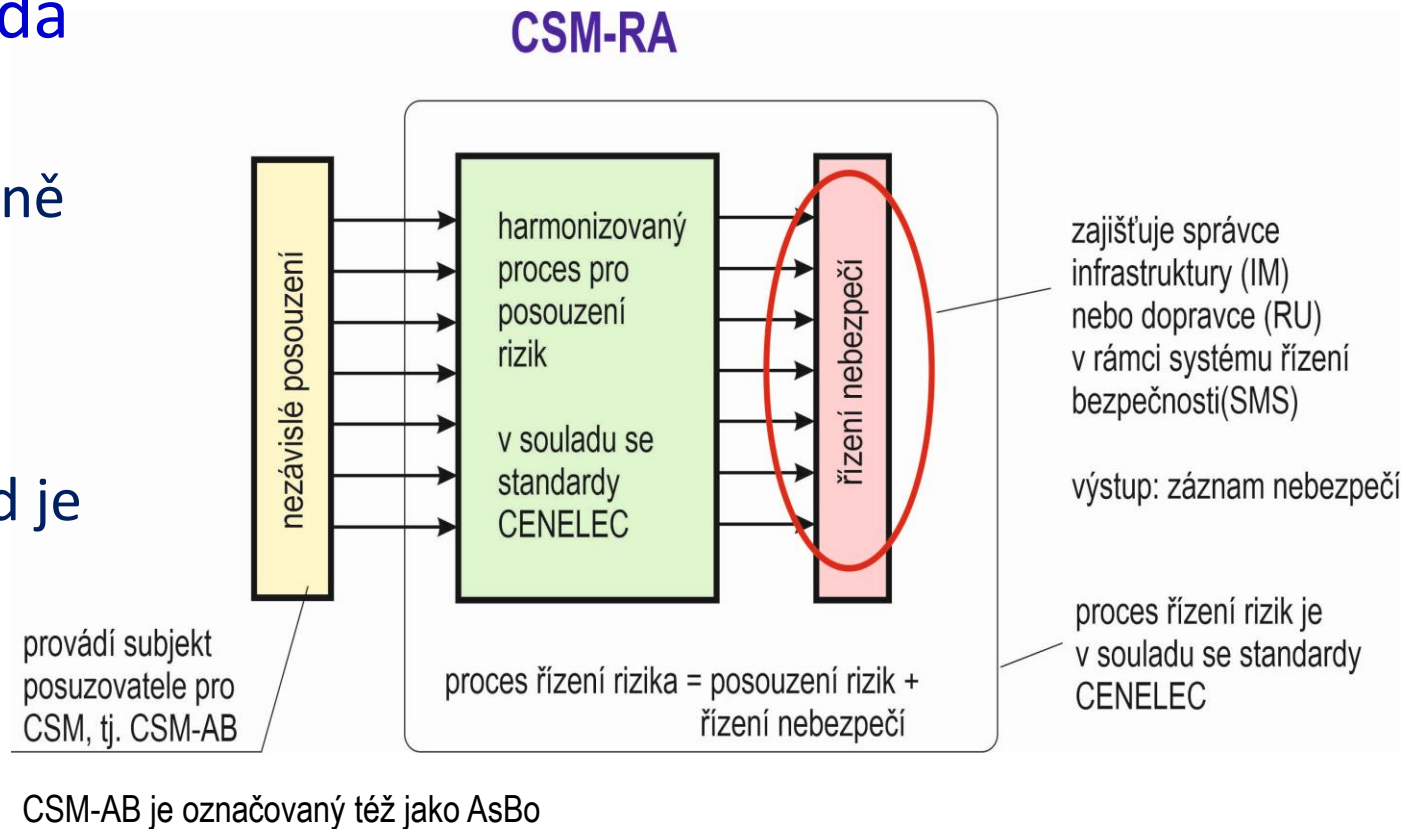 da
CSM-RA
ně
d je
nezávislé posouzení
harmonizovaný
proces pro
posouzení
rizik
v souladu se
standardy
CENELEC
řízení nebezpečí
zajišťuje správce
infrastruktury (IM)
nebo dopravce (RU)
v rámci systému řízení
bezpečnosti(SMS)
výstup: záznam nebezpečí
provádí subjekt
posuzovatele pro
CSM, tj. CSM-AB
proces řízení rizika = posouzení rizik +
řízení nebezpečí
proces řízení rizik je
v souladu se standardy
CENELEC
CSM-AB je označovaný též jako AsBo